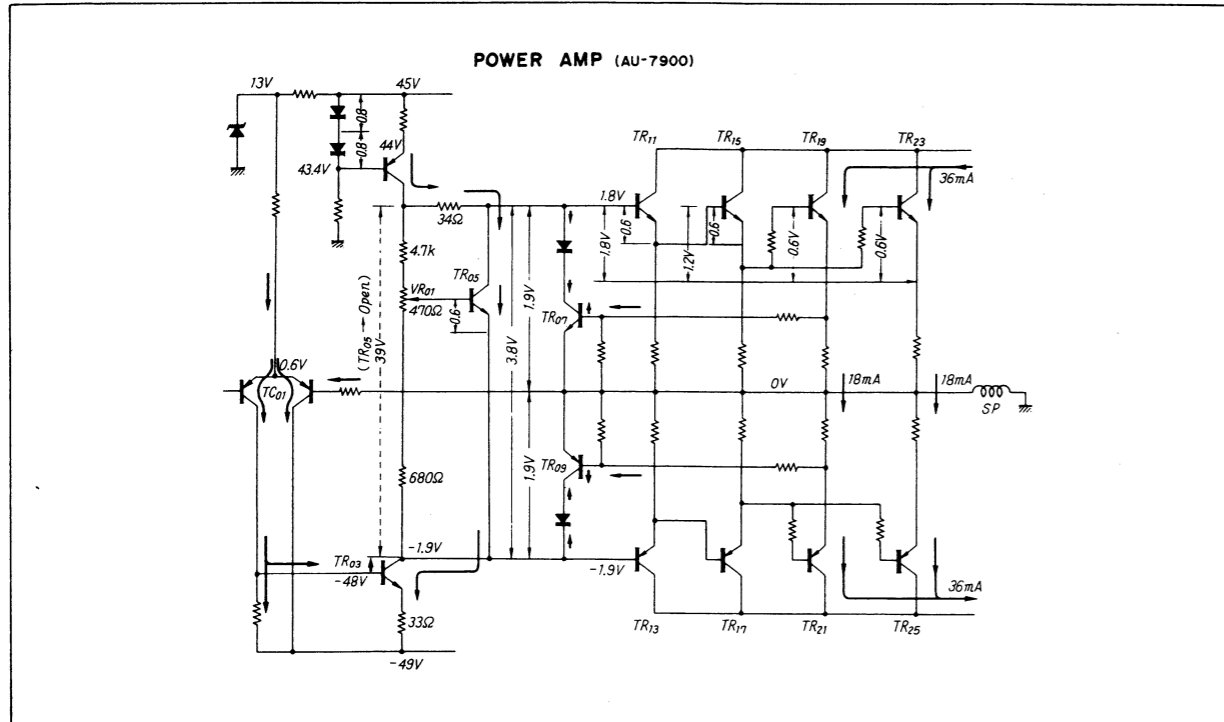 POWER AMP (AU-7900)
13V
45V
0.8
0.8
44V
43.4V
TR11
TR15
TR19
TR23
36mA
34Ω
1.8V
0.6
1.8V
1.2V
0.6
0.6V
0.6V
4.7k
VR01
470Ω
TR05
0.6
(TR05 → Open)
39V
3.8V
1.9V
1.9V
TR07
0.6V
TC01
0V
18mA
18mA
SP
TR09
680Ω
-1.9V
TR03
-48V
-1.9V
33Ω
-49V
36mA
TR13
TR17
TR21
TR25